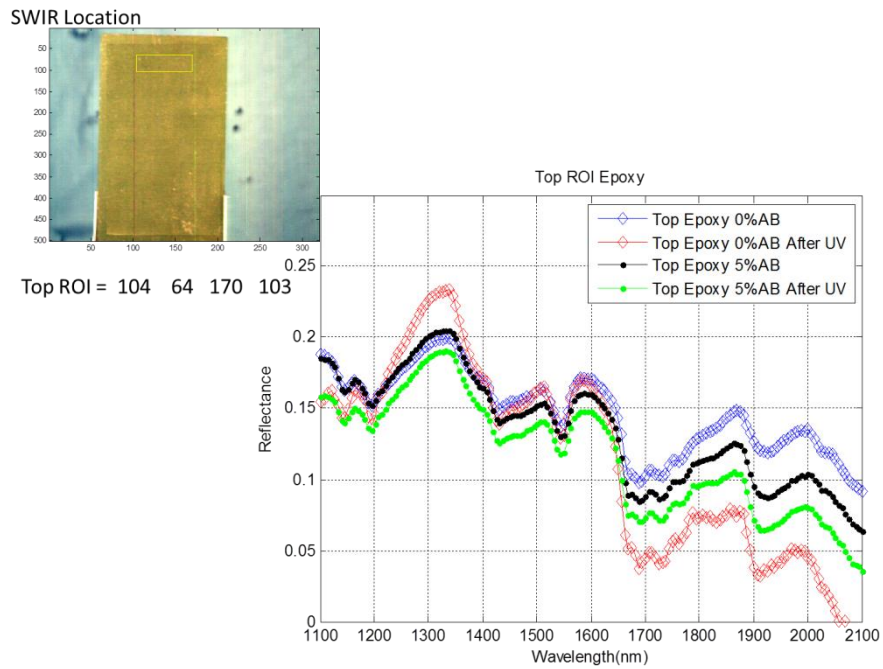 SWIR Location
50
100
150
200
250
300
350
400
450
500
50 100 150 200 250 300
Top ROI = 104 64 170 103
Top ROI Epoxy
Top Epoxy 0%AB
Top Epoxy 0%AB After UV
Top Epoxy 5%AB
Top Epoxy 5%AB After UV
0.25
0.2
0.15
0.1
0.05
0
Reflectance
1100 1200 1300 1400 1500 1600 1700 1800 1900 2000 2100
Wavelength(nm)